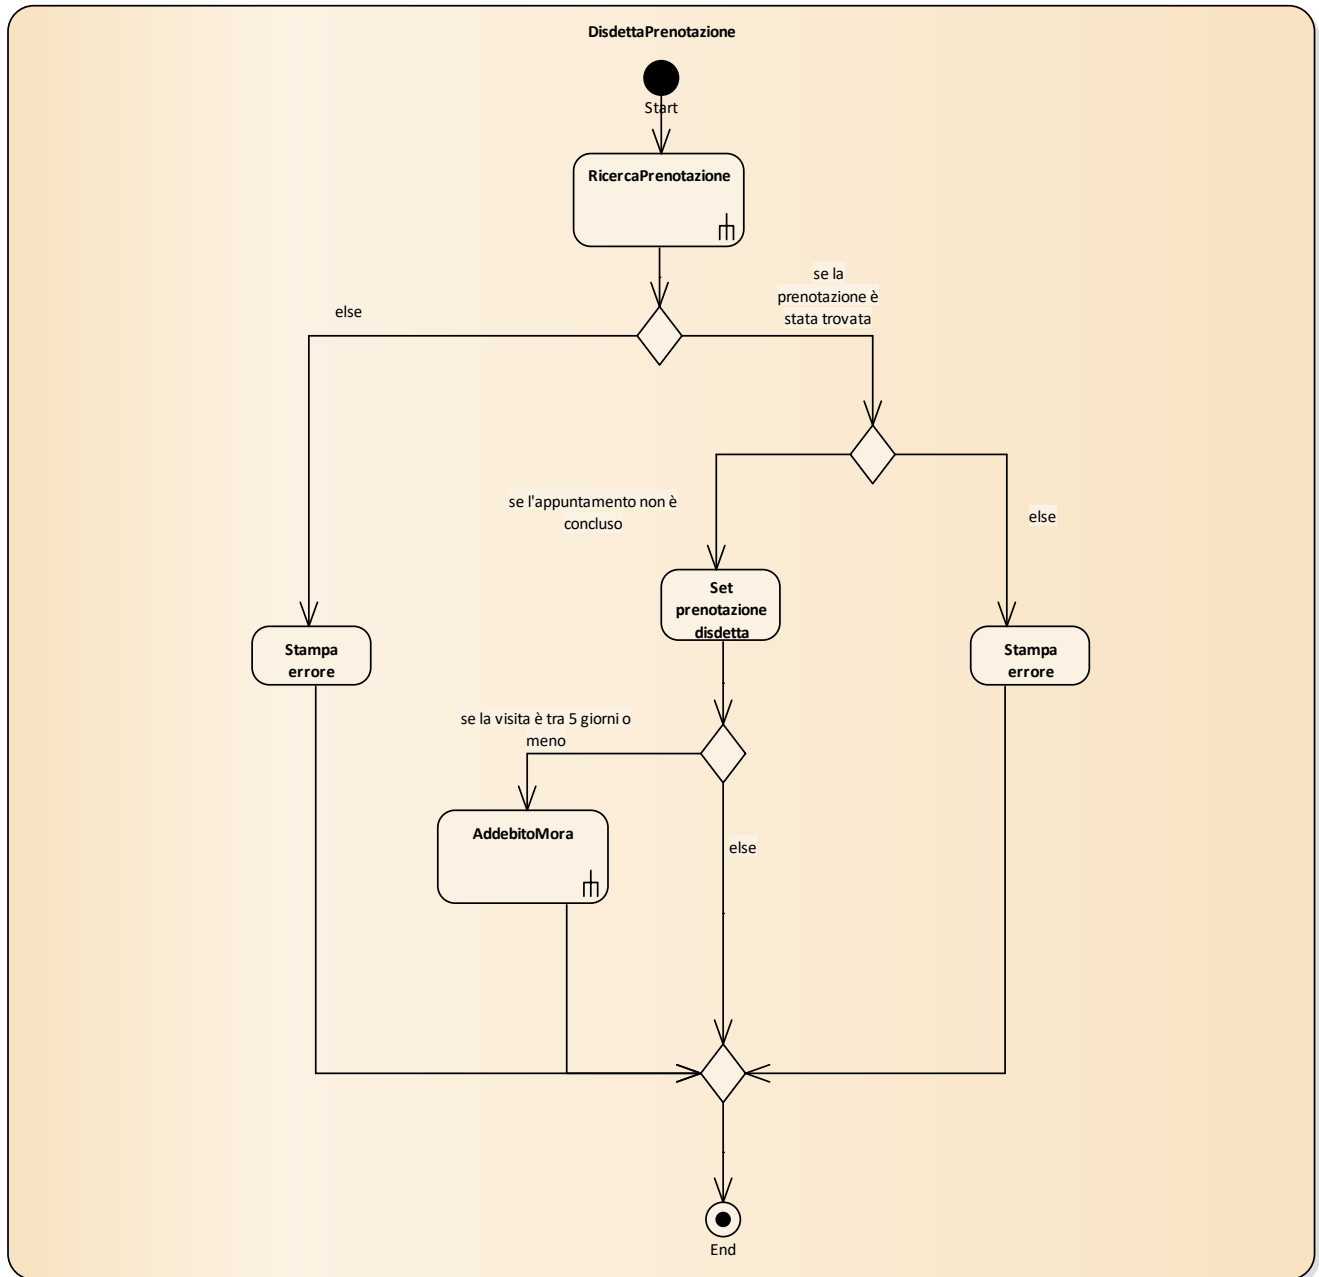 DisdettaPrenotazione
Start
RicercaPrenotazione
se la
prenotazione è
stata trovata
else
se l'appuntamento non è
concluso
else
Set
prenotazione
disdetta
Stampa
errore
Stampa
errore
se la visita è tra 5 giorni o
meno
AddebitoMora
else
End